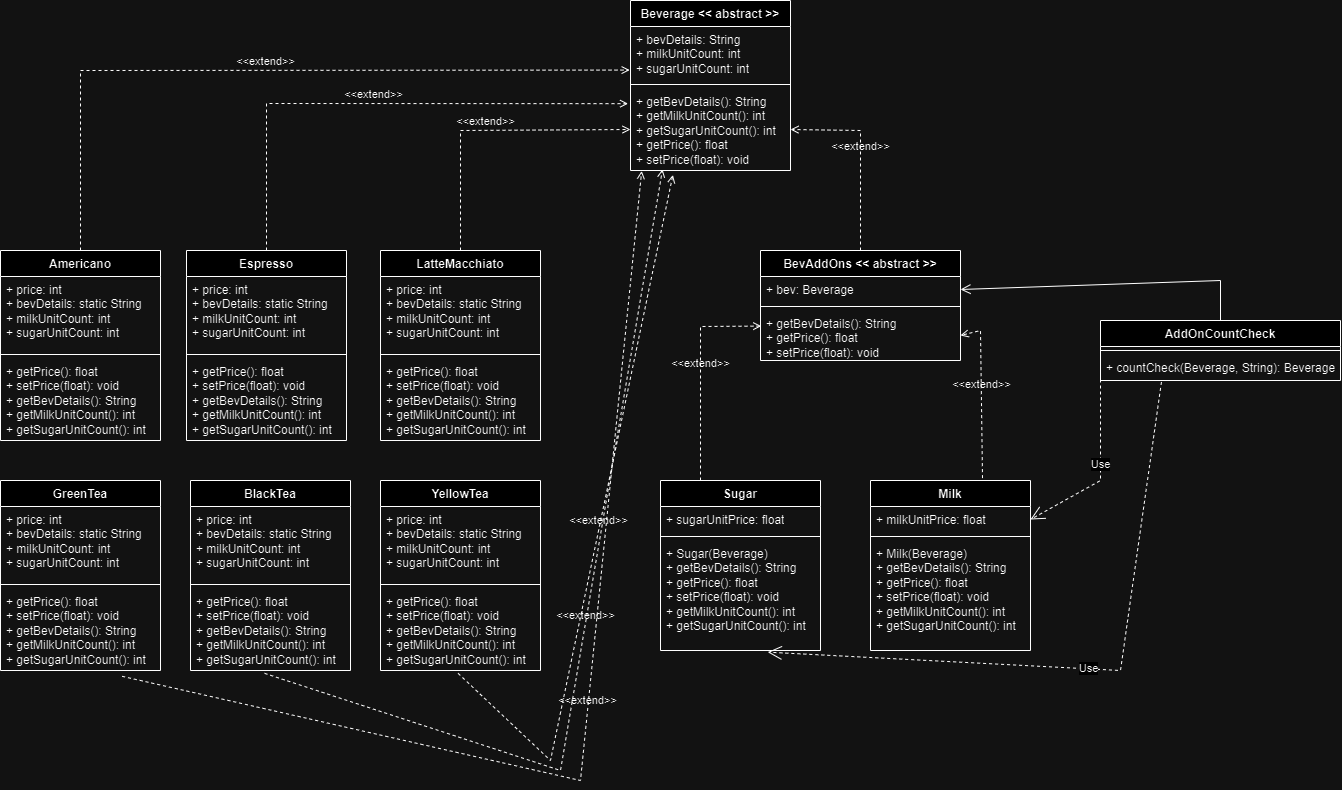 Beverage << abstract >>
+ bevDetails: String
+ milkUnitCount: int
+ sugarUnitCount: int
+ getBevDetails(): String
+ getMilkUnitCount(): int
+ getSugarUnitCount(): int
+ getPrice(): float
+ setPrice(float): void
<<extend>>
<<extend>>
<<extend>>
<<extend>>
Americano
+ price: int
+ bevDetails: static String
+ milkUnitCount: int
+ sugarUnitCount: int
+ getPrice(): float
+ setPrice(float): void
+ getBevDetails(): String
+ getMilkUnitCount(): int
+ getSugarUnitCount(): int
Espresso
+ price: int
+ bevDetails: static String
+ milkUnitCount: int
+ sugarUnitCount: int
+ getPrice(): float
+ setPrice(float): void
+ getBevDetails(): String
+ getMilkUnitCount(): int
+ getSugarUnitCount(): int
LatteMacchiato
+ price: int
+ bevDetails: static String
+ milkUnitCount: int
+ sugarUnitCount: int
+ getPrice(): float
+ setPrice(float): void
+ getBevDetails(): String
+ getMilkUnitCount(): int
+ getSugarUnitCount(): int
BevAddOns << abstract >>
+ bev: Beverage
+ getBevDetails(): String
+ getPrice(): float
+ setPrice(float): void
AddOnCountCheck
+ countCheck(Beverage, String): Beverage
<<extend>>
<<extend>>
Use
GreenTea
+ price: int
+ bevDetails: static String
+ milkUnitCount: int
+ sugarUnitCount: int
+ getPrice(): float
+ setPrice(float): void
+ getBevDetails(): String
+ getMilkUnitCount(): int
+ getSugarUnitCount(): int
BlackTea
+ price: int
+ bevDetails: static String
+ milkUnitCount: int
+ sugarUnitCount: int
+ getPrice(): float
+ setPrice(float): void
+ getBevDetails(): String
+ getMilkUnitCount(): int
+ getSugarUnitCount(): int
YellowTea
+ price: int
+ bevDetails: static String
+ milkUnitCount: int
+ sugarUnitCount: int
+ getPrice(): float
+ setPrice(float): void
+ getBevDetails(): String
+ getMilkUnitCount(): int
+ getSugarUnitCount(): int
<<extend>>
<<extend>>
<<extend>>
Sugar
+ sugarUnitPrice: float
+ Sugar(Beverage)
+ getBevDetails(): String
+ getPrice(): float
+ setPrice(float): void
+ getMilkUnitCount(): int
+ getSugarUnitCount(): int
Milk
+ milkUnitPrice: float
+ Milk(Beverage)
+ getBevDetails(): String
+ getPrice(): float
+ setPrice(float): void
+ getMilkUnitCount(): int
+ getSugarUnitCount(): int
Use